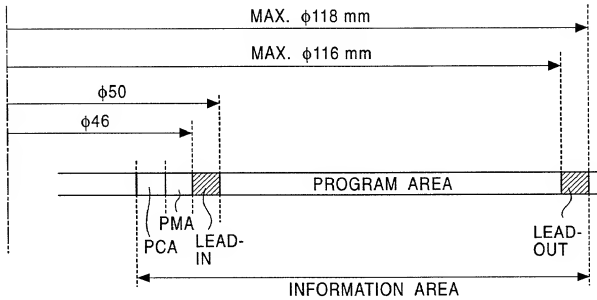 MAX. φ118 mm
MAX. φ116 mm
φ50
φ46
PROGRAM AREA
PMA
PCA
LEAD-
IN
LEAD-
OUT
INFORMATION AREA